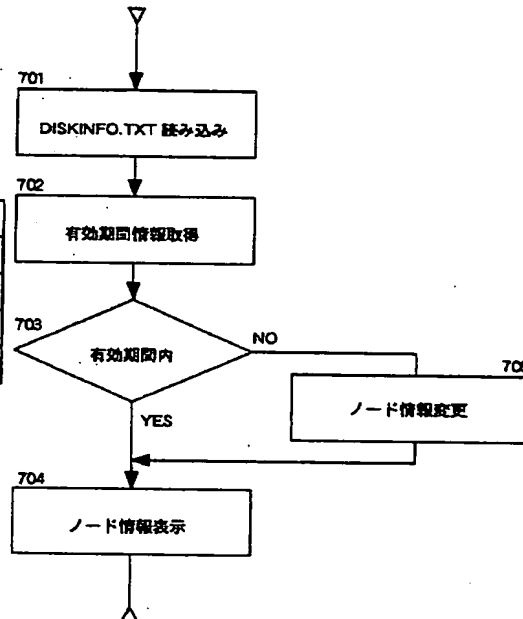 701
DISKINFO.TXT 読み込み
702
有効期間情報取得
703
有効期間内
NO
705
ノード情報変更
YES
704
ノード情報表示